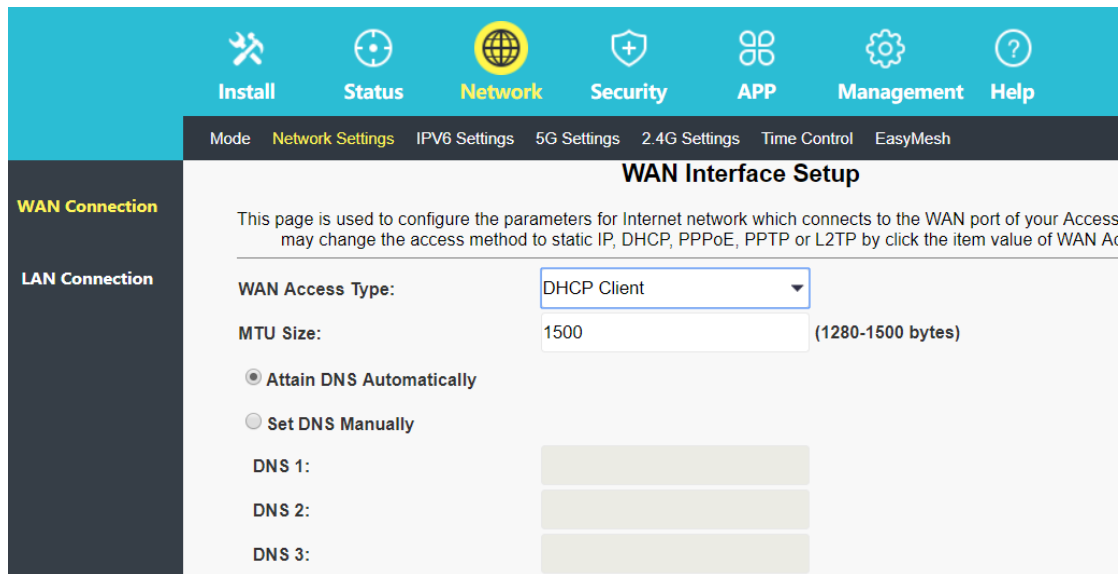 Install Status Network Security APP Management Help
Mode Network Settings IPV6 Settings 5G Settings 2.4G Settings Time Control EasyMesh
WAN Connection
LAN Connection
WAN Interface Setup
This page is used to configure the parameters for Internet network which connects to the WAN port of your Access
may change the access method to static IP, DHCP, PPPoE, PPTP or L2TP by click the item value of WAN
WAN Access Type: DHCP Client
MTU Size: 1500 (1280-1500 bytes)
Attain DNS Automatically
Set DNS Manually
DNS 1:
DNS 2:
DNS 3: